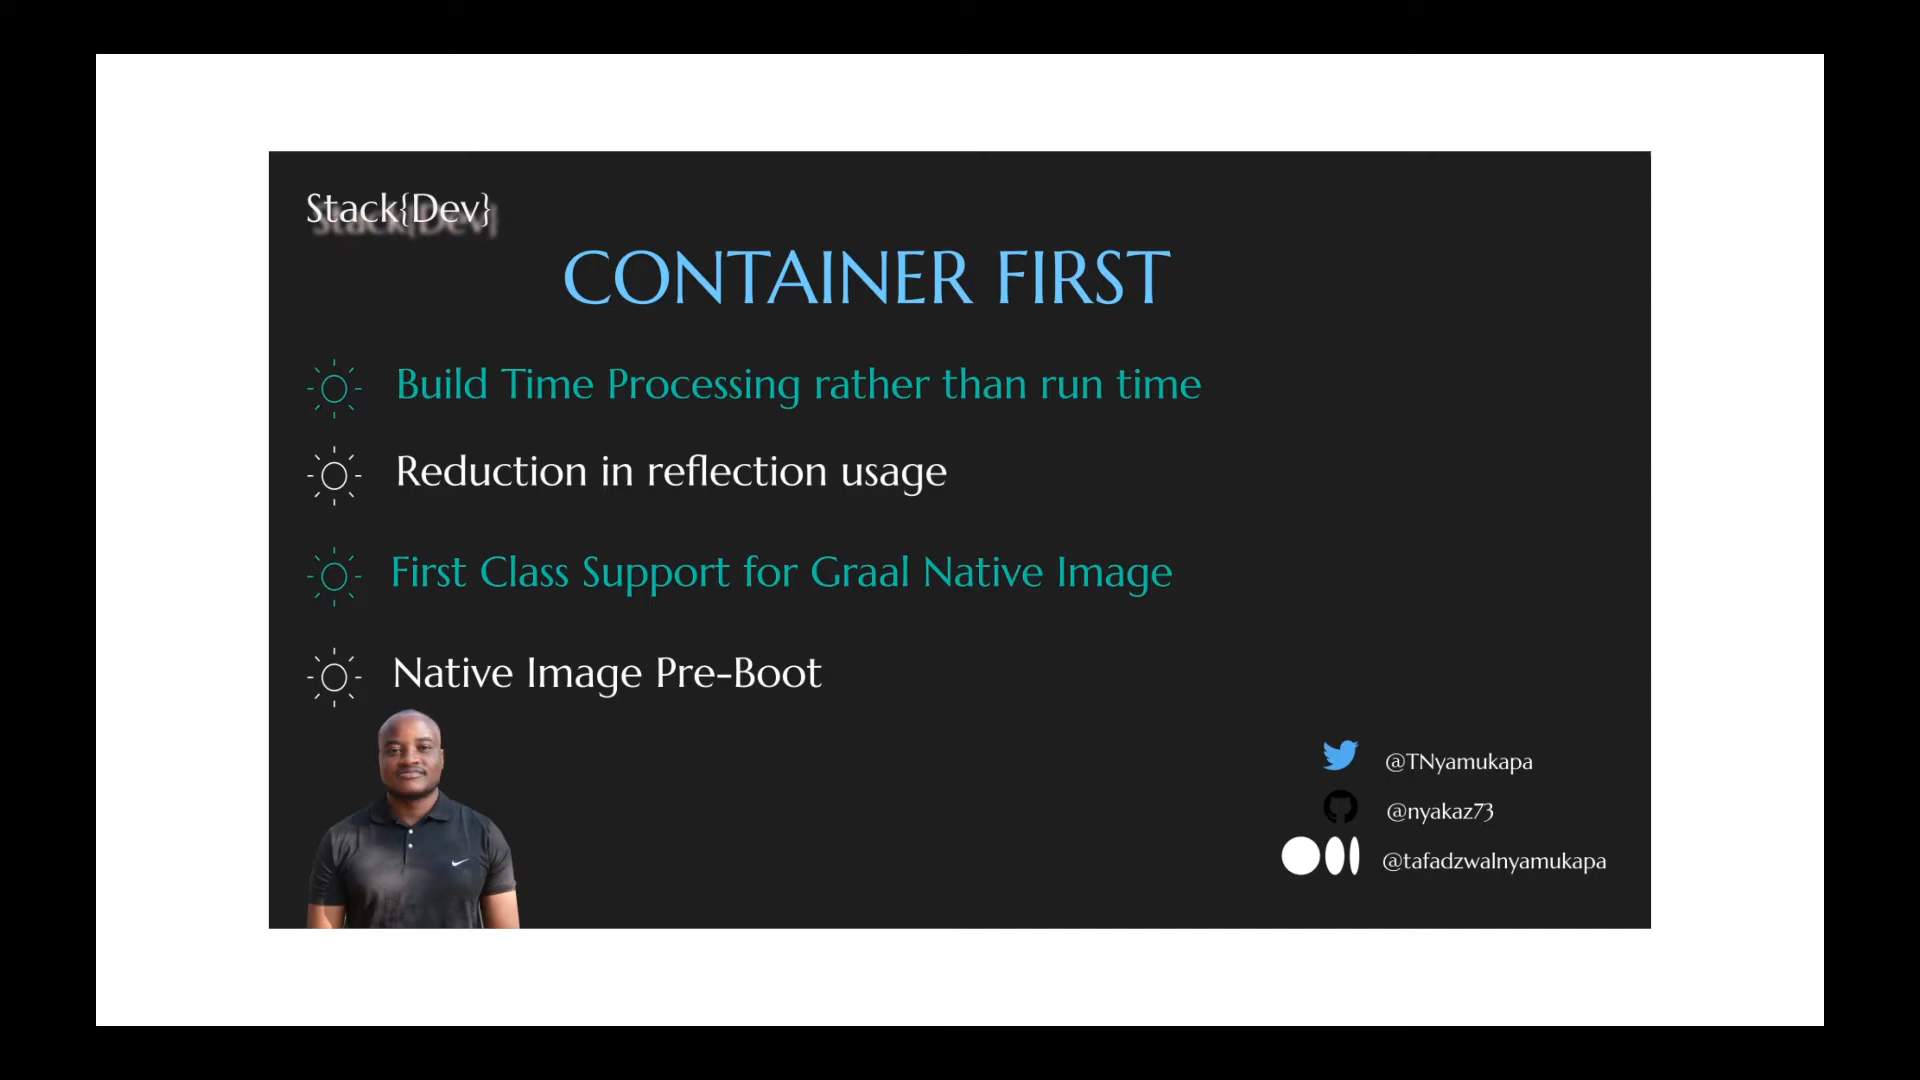 Stack{Dev}
CONTAINER FIRST
Build Time Processing rather than run time
Reduction in reflection usage
First Class Support for Graal Native Image
Native Image Pre-Boot
@TNyamukapa
@nyakaz73
@tafadzwalnyamukapa